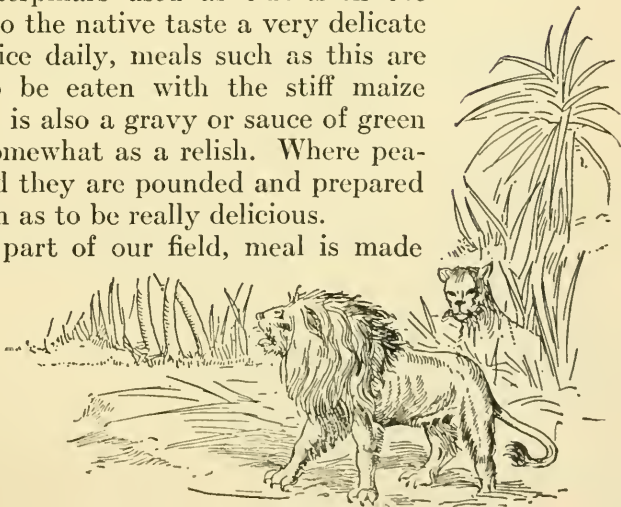 o the native taste a very delicate
ice daily, meals such as this are
be eaten with the stiff maize
is also a gravy or sauce of green
omewhat as a relish. Where pea-
they are pounded and prepared
n as to be really delicious.
part of our field, meal is made